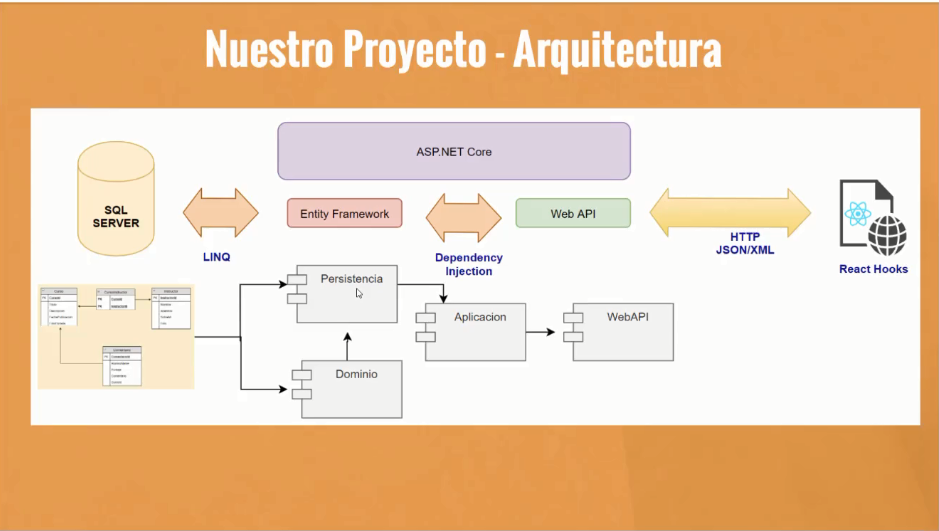 Nuestro Proyecto - Arquitectura
ASP.NET Core
SQL
SERVER
Entity Framework
Web API
LINQ
Dependency
Injection
HTTP
JSON/XML
React Hooks
Persistencia
Aplicacion
WebAPI
Dominio